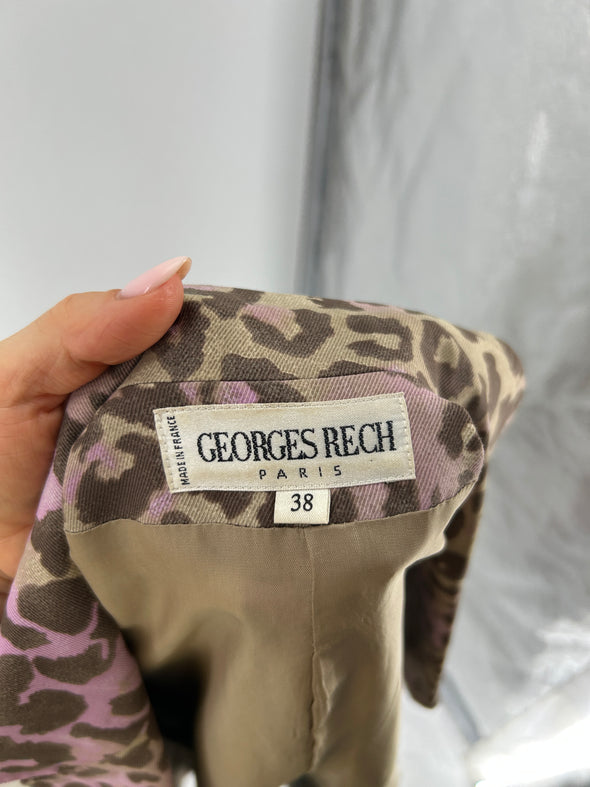 MADE IN FRANCE
GEORGES RECH
PARIS
38